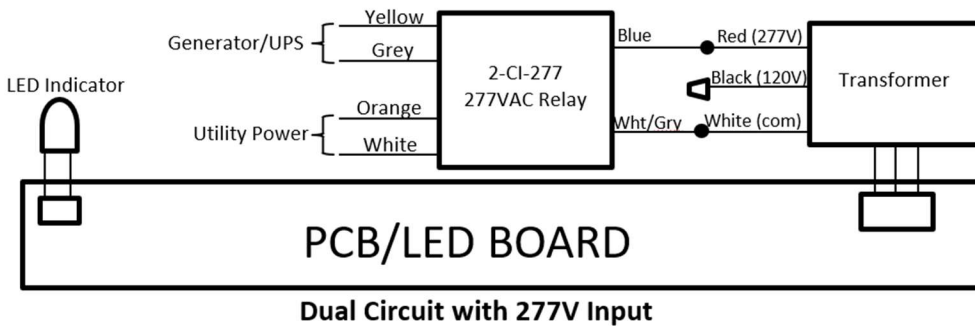 Yellow
Generator/UPS
Grey
Blue
Red (277V)
LED Indicator
2-CI-277
277VAC Relay
Black (120V)
Transformer
Orange
Utility Power
White
Wht/Gry
White (com)
PCB/LED BOARD
Dual Circuit with 277V Input